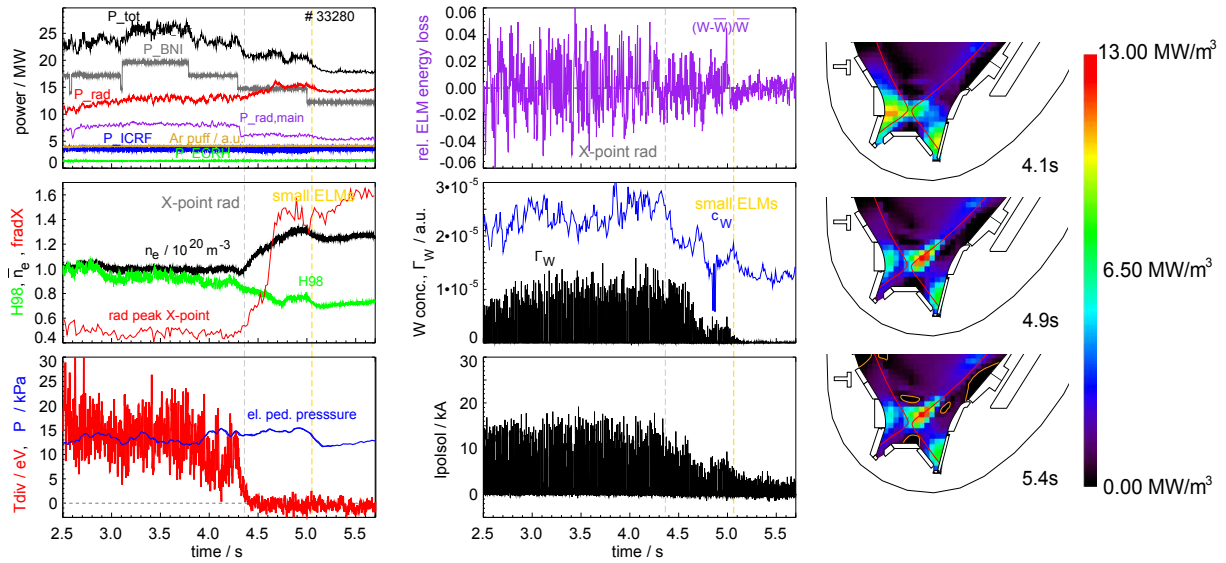 P_tot
# 33280
P_BNI
P_rad
P_rad,main
P_ICRF
Ar puff / a.u.
P_ECRH
power / MW
25
20
15
10
5
0
X-point rad
small ELMs
n_e / 10^20 m^-3
H98
rad peak X-point
H98, n̅_e, fradX
1.6
1.4
1.2
1.0
0.8
0.6
0.4
el. ped. presssure
Tdiv / eV, P / kPa
30
25
20
15
10
5
0
2.5 3.0 3.5 4.0 4.5 5.0 5.5
time / s
(W-W̅)/W̅
X-point rad
rel. ELM energy loss
0.06
0.04
0.02
0.00
-0.02
-0.04
-0.06
small ELMs
c_W
Γ_W
W conc., Γ_W / a.u.
3•10^-5
2•10^-5
1•10^-5
0
Ipolsol / kA
30
20
10
0
2.5 3.0 3.5 4.0 4.5 5.0 5.5
time / s
4.1s
4.9s
5.4s
13.00 MW/m^3
6.50 MW/m^3
0.00 MW/m^3